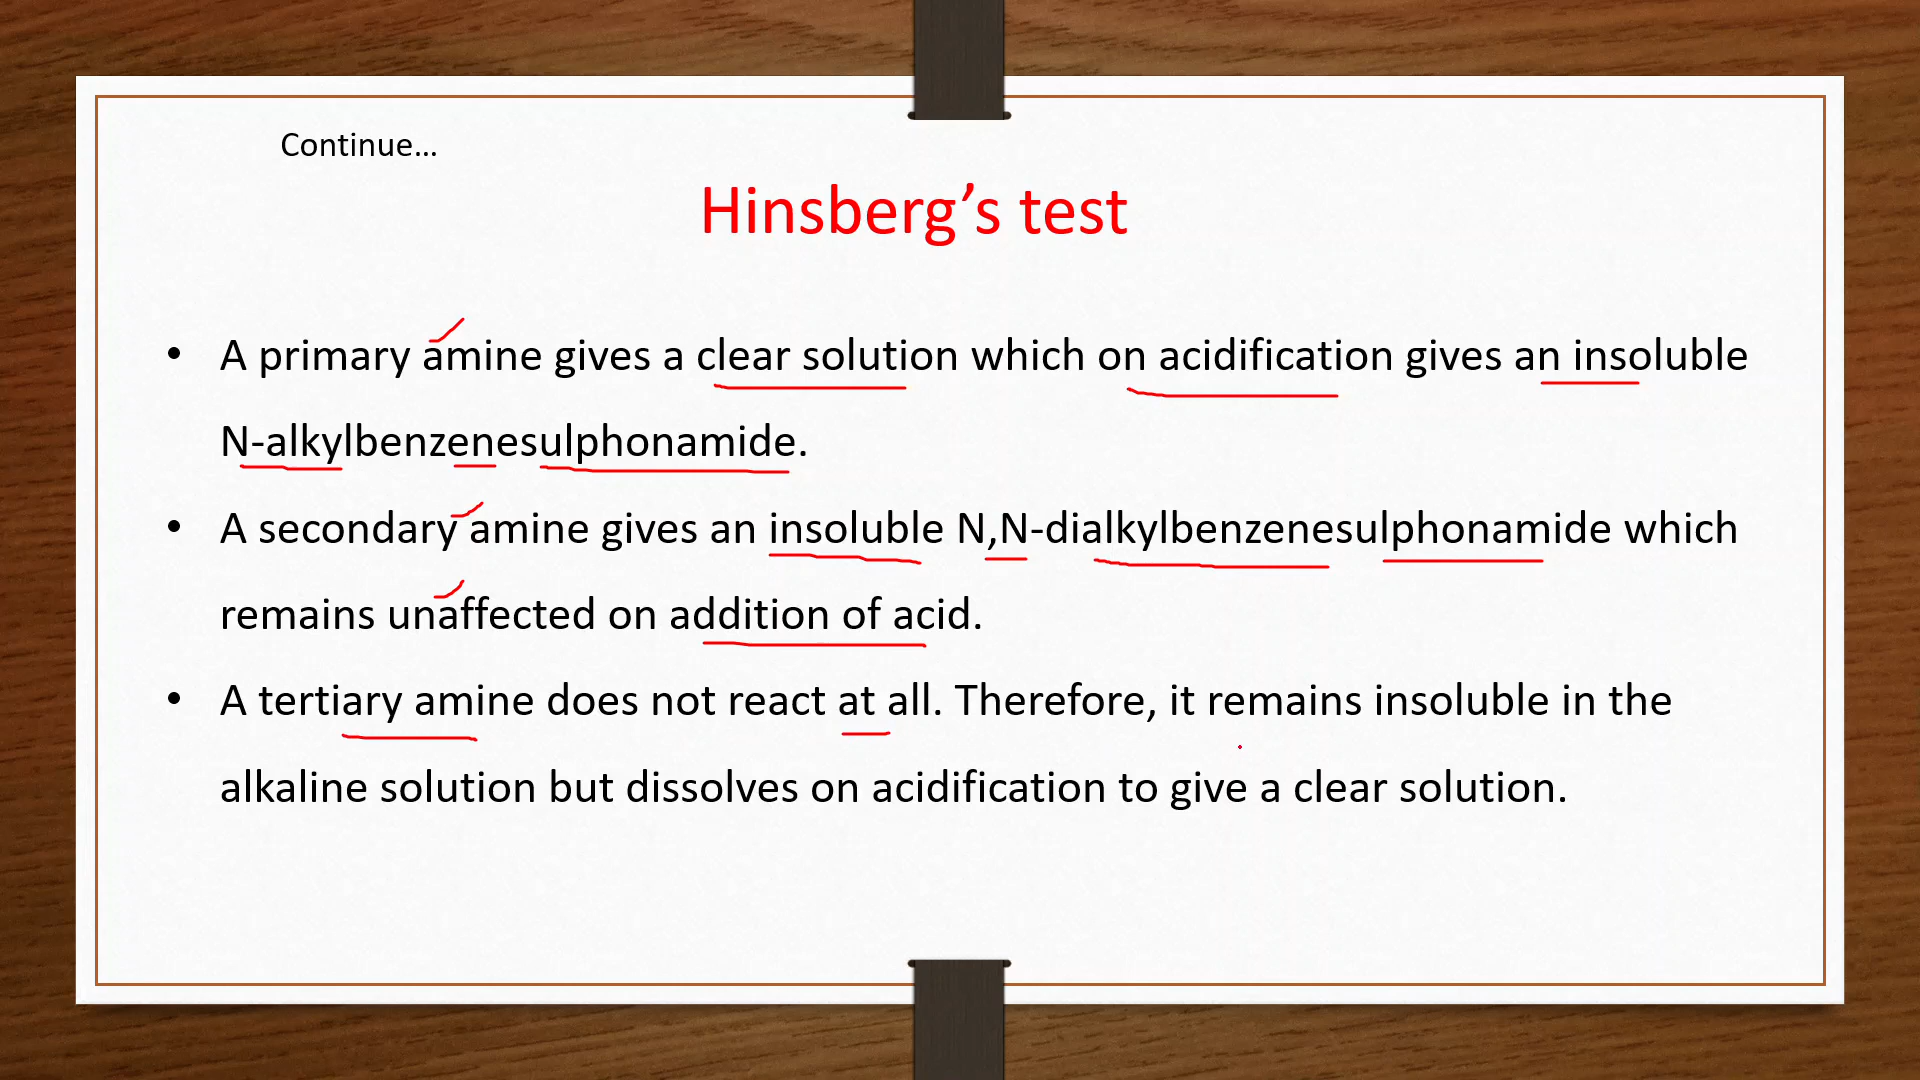 Continue...
Hinsberg’s test
• A primary amine gives a clear solution which on acidification gives an insoluble
N-alkylbenzenesulphonamide.
• A secondary amine gives an insoluble N,N-dialkylbenzenesulphonamide which
remains unaffected on addition of acid.
• A tertiary amine does not react at all. Therefore, it remains insoluble in the
alkaline solution but dissolves on acidification to give a clear solution.